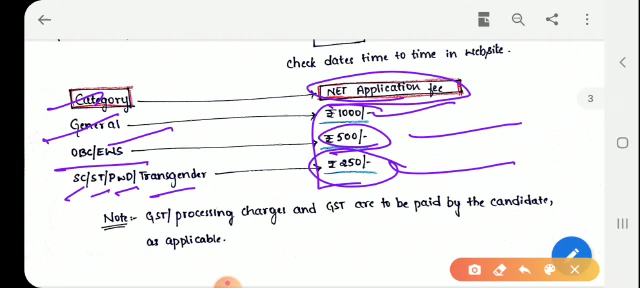 check dates time to time in website.
Category NET Application fee
General ₹ 1000/-
OBC/EWS ₹ 500/-
SC/ST/PwD/Transgender ₹ 250/-
3
Note:- GST/processing charges and GST are to be paid by the candidate,
as applicable.